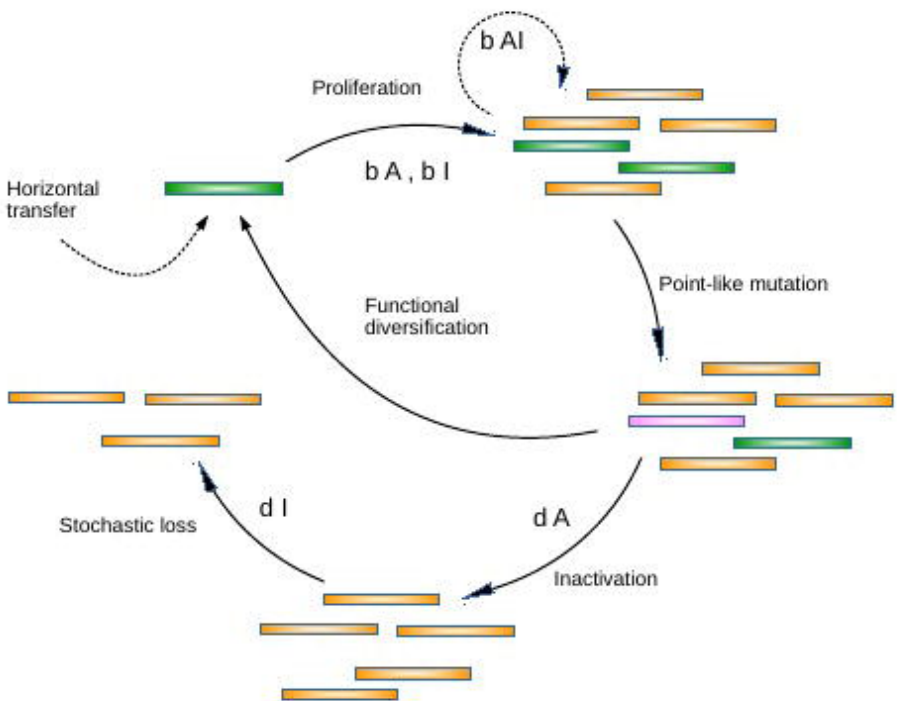 b AI
Proliferation
b A , b I
Horizontal
transfer
Point-like mutation
Functional
diversification
d I
d A
Stochastic loss
Inactivation